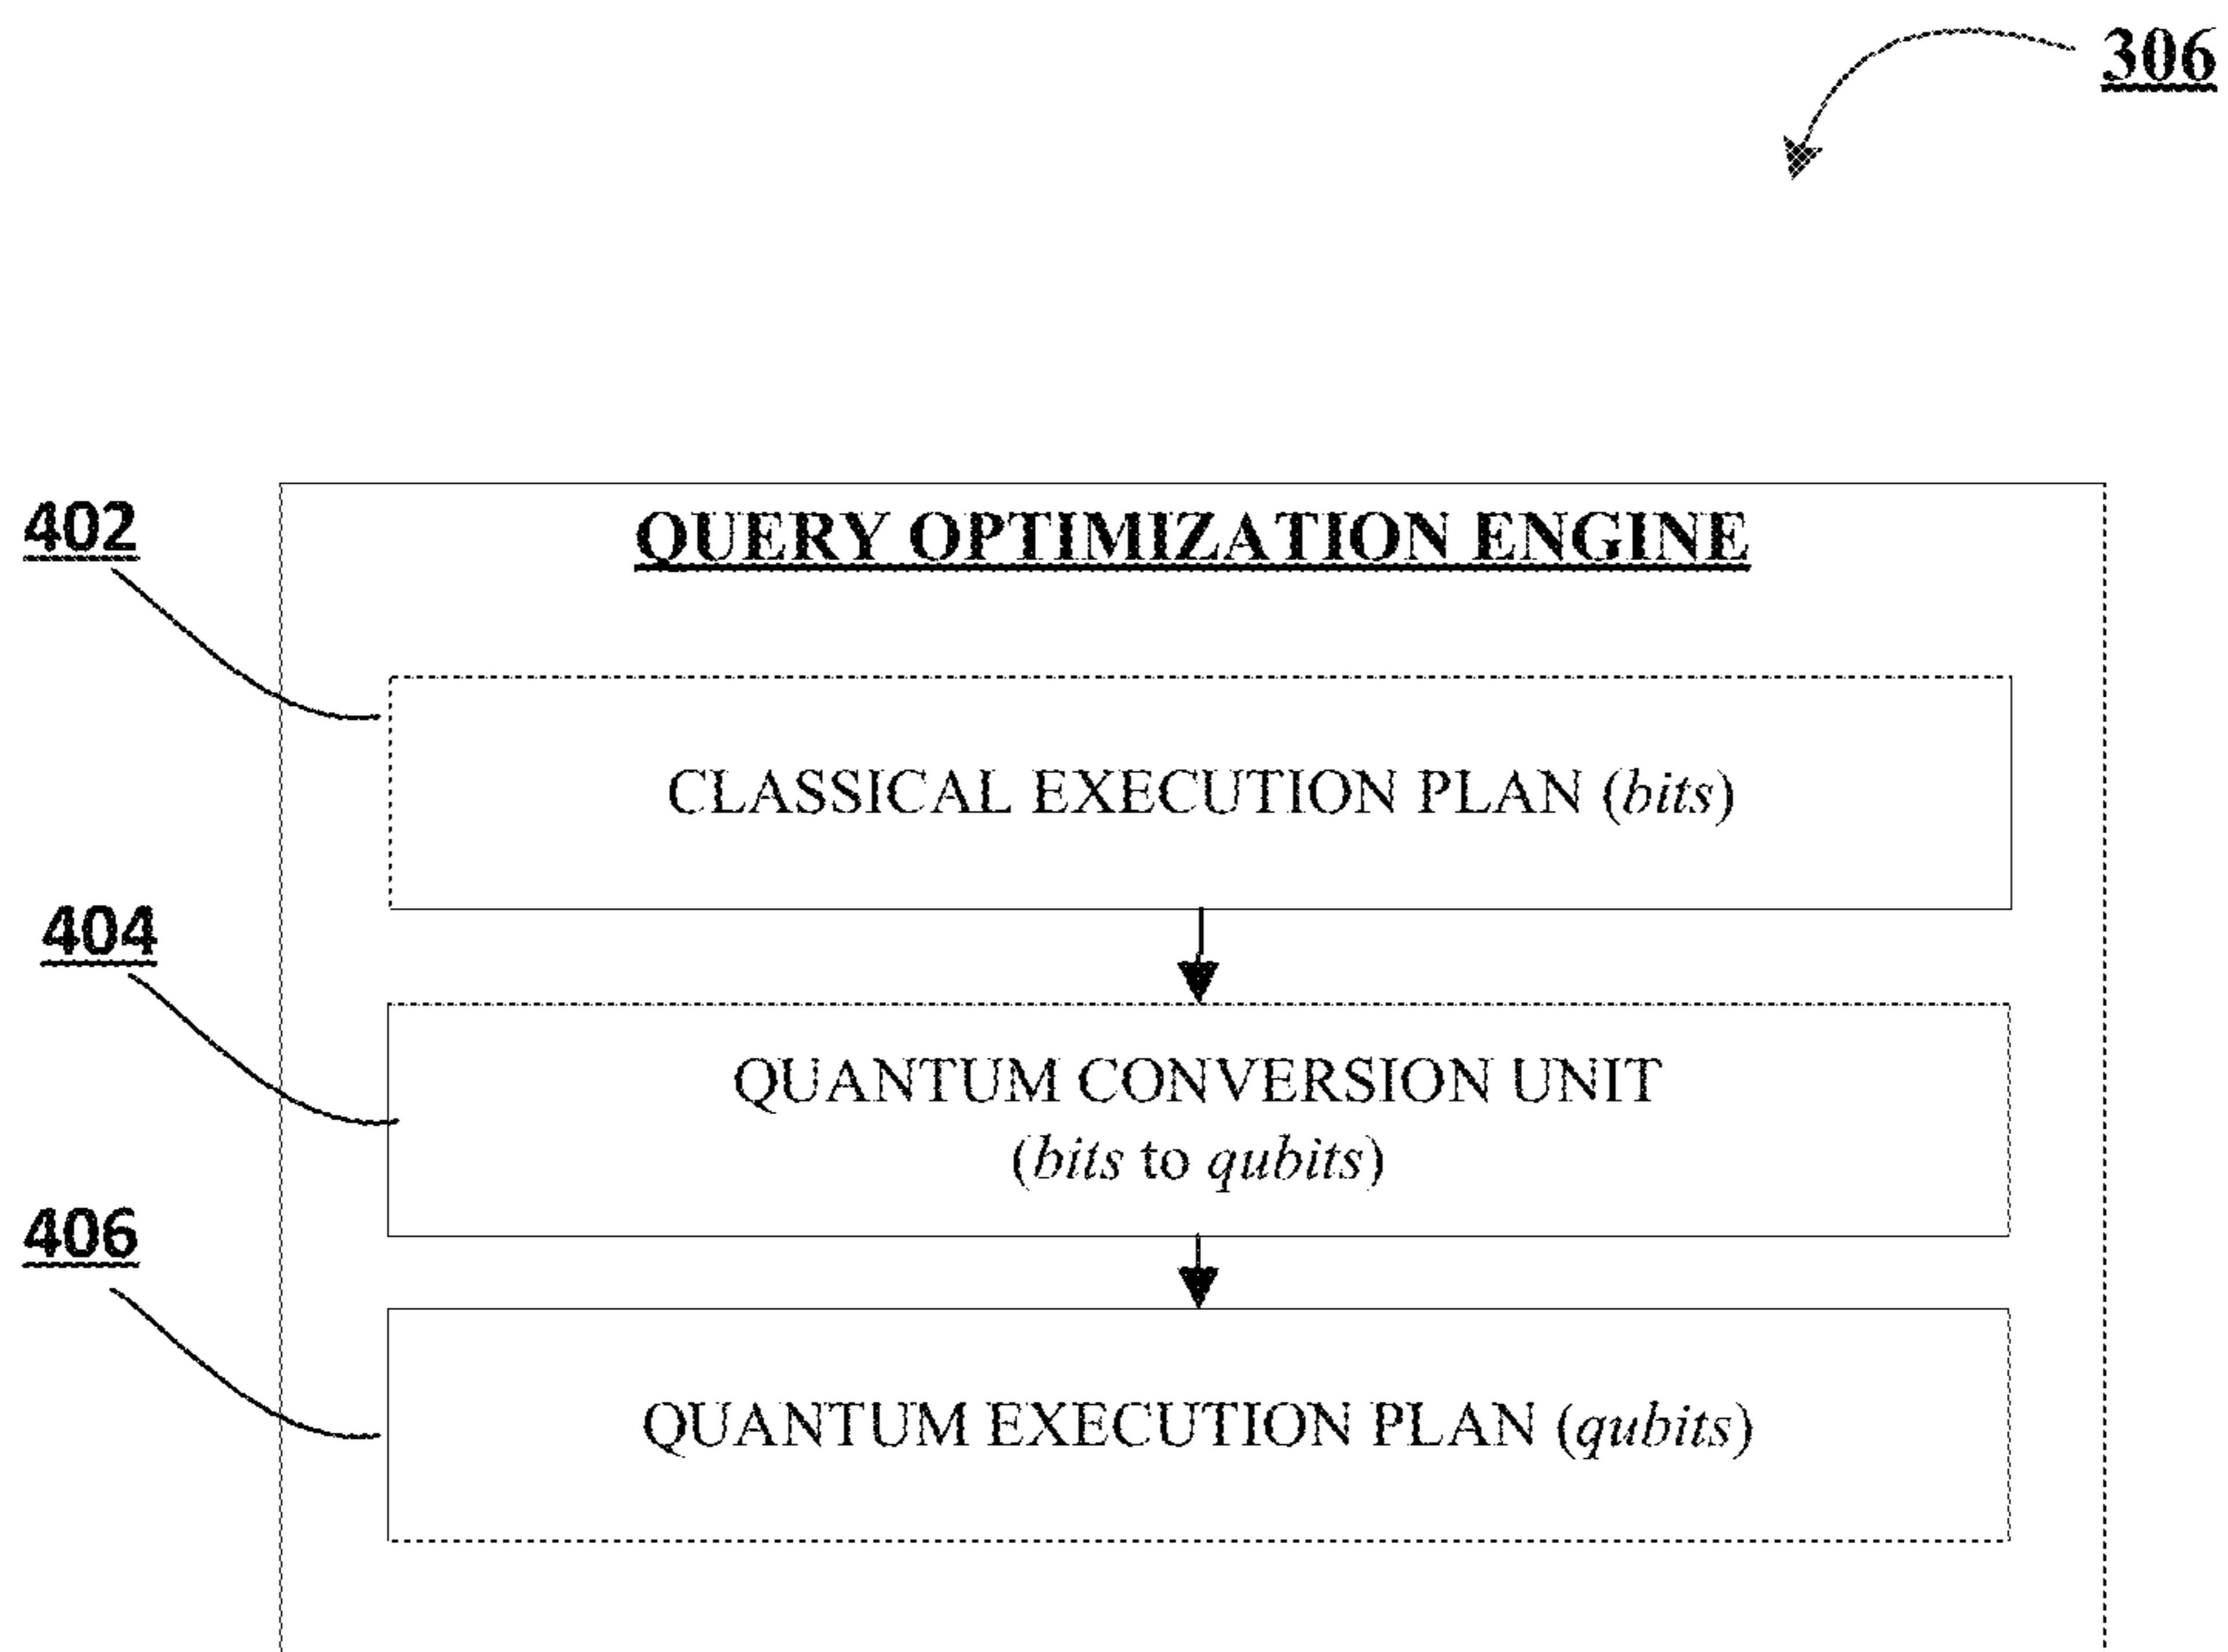 306
402
QUERY OPTIMIZATION ENGINE
CLASSICAL EXECUTION PLAN (bits)
404
QUANTUM CONVERSION UNIT
(bits to qubits)
406
QUANTUM EXECUTION PLAN (qubits)